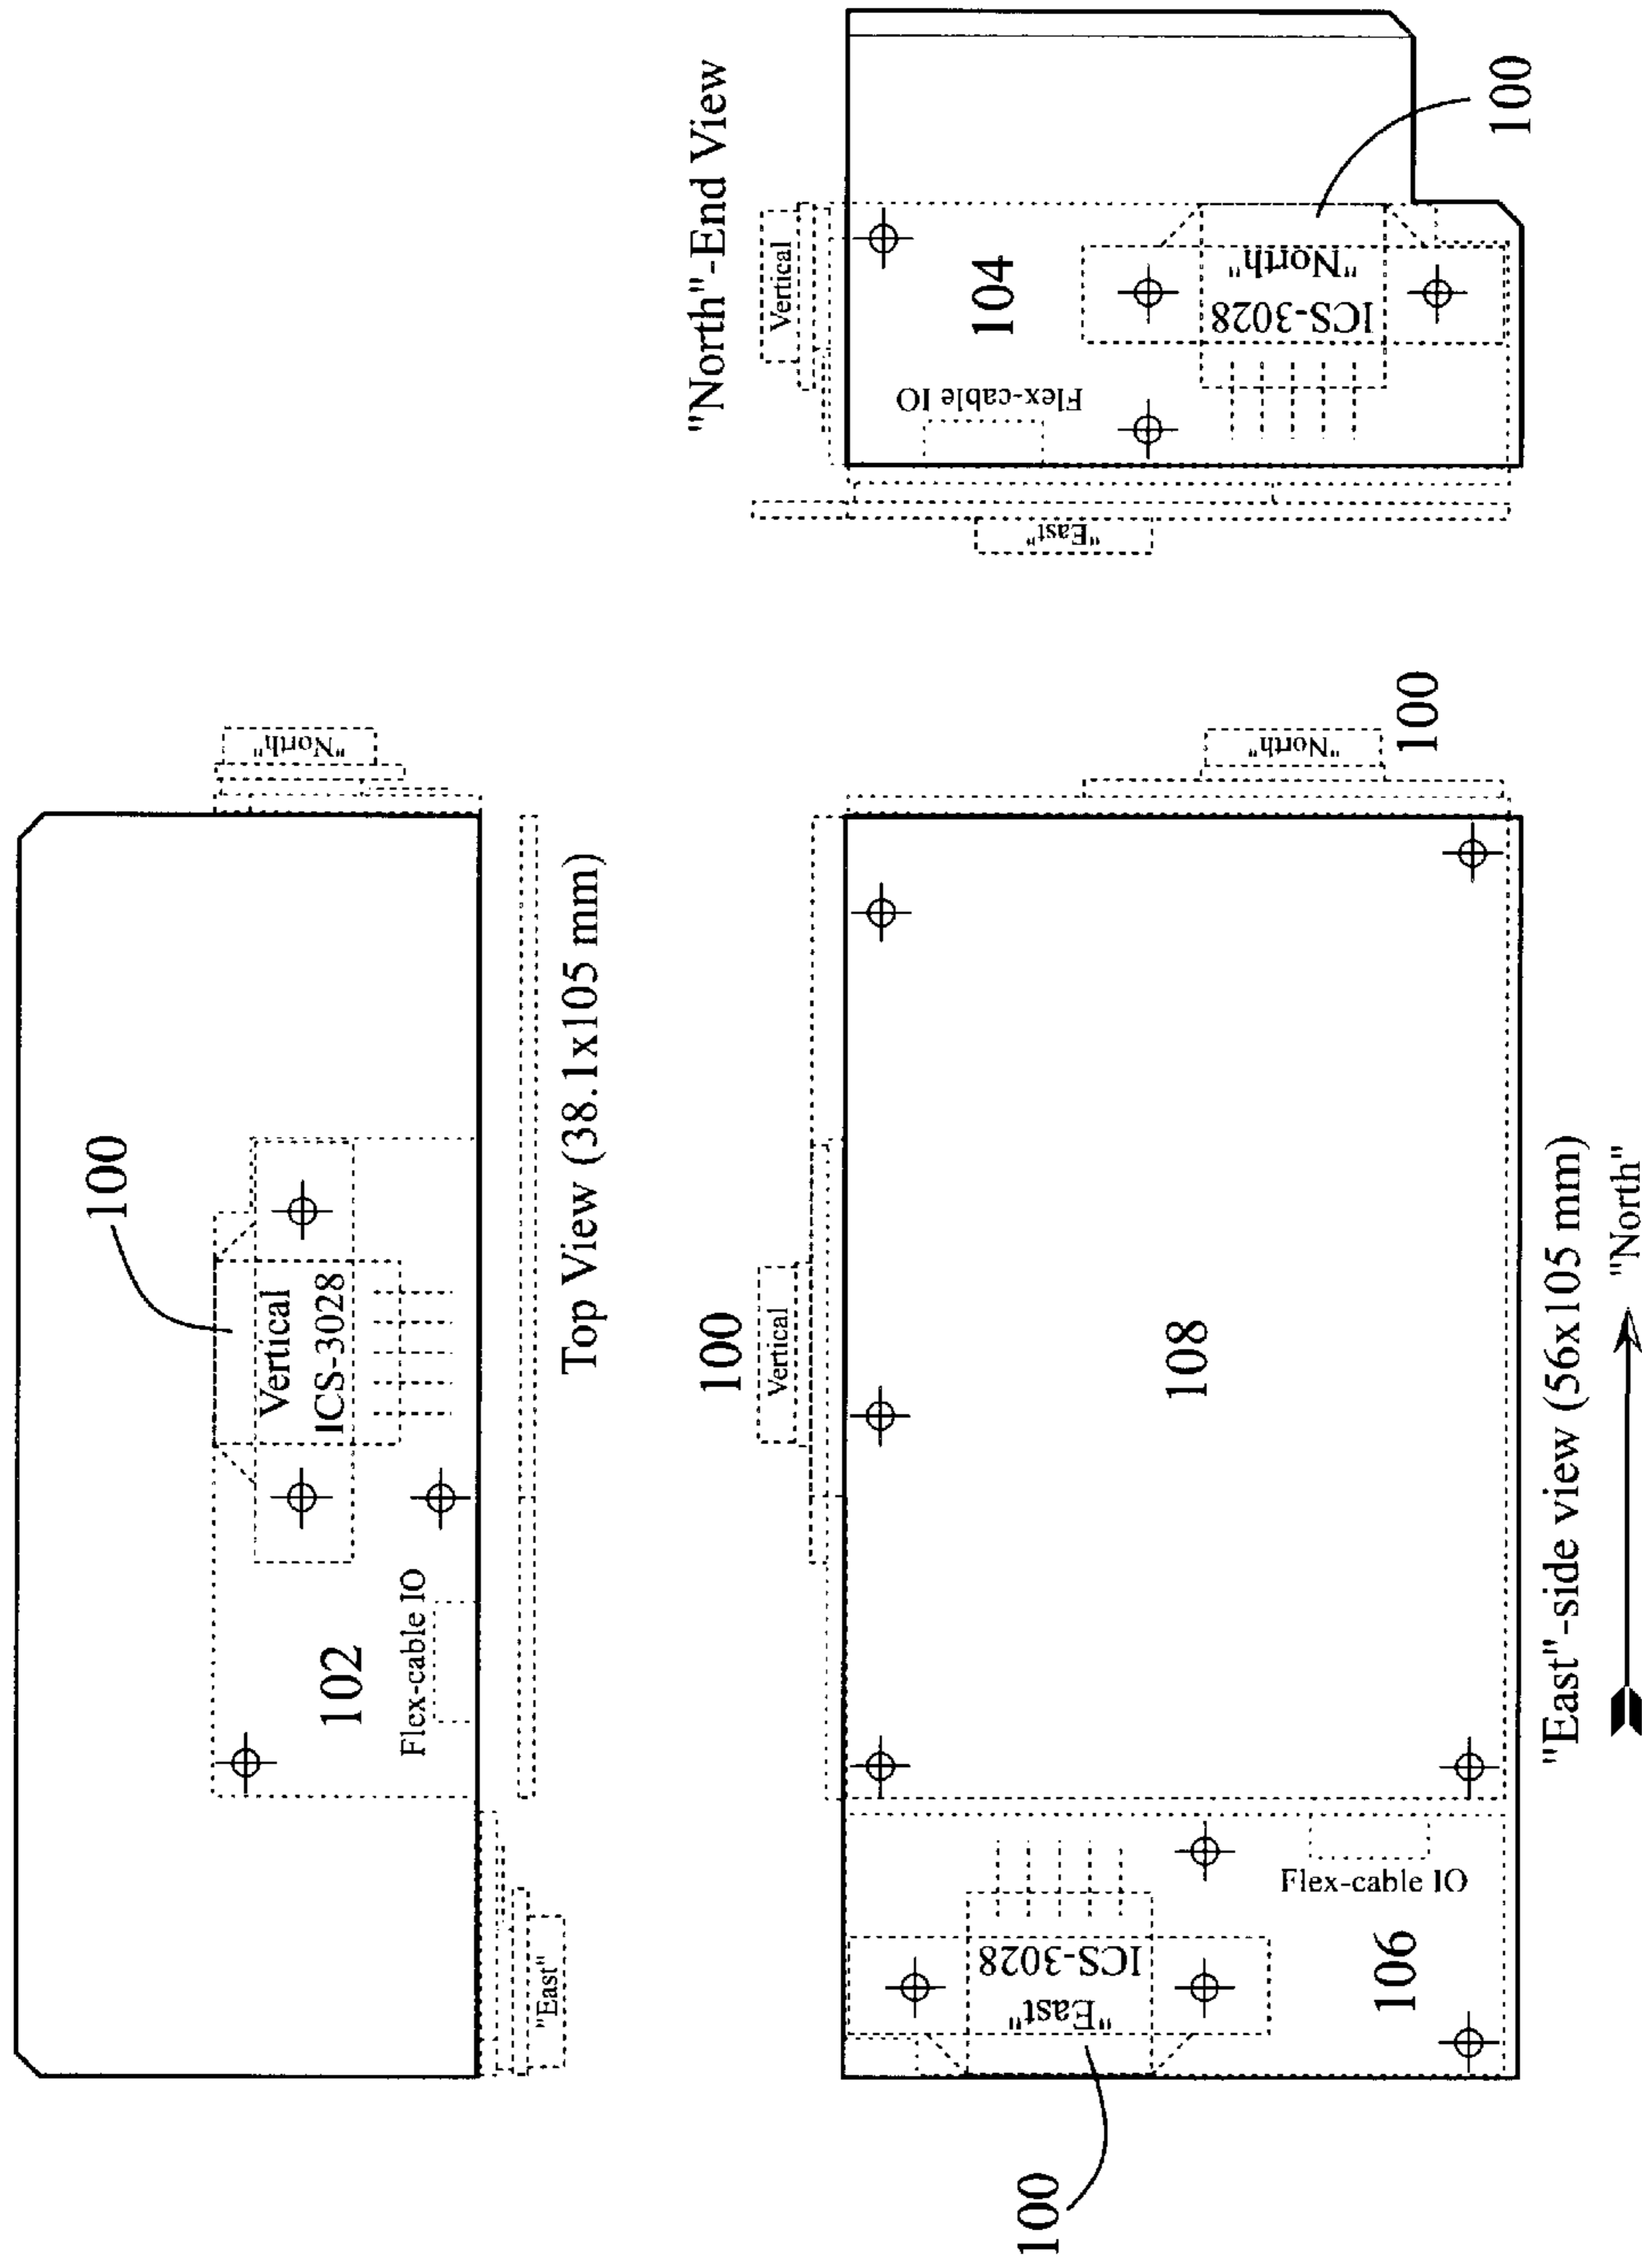 100
Vertical
ICS-3028
102
Flex-cable IO
"East"
"North"
Top View (38.1x105 mm)
"North"-End View
Vertical
104
Flex-cable IO
ICS-3028
"North"
100
"East"
100
Vertical
108
"North"
100
ICS-3028
"East"
100
Flex-cable IO
106
"East"-side view (56x105 mm)
"North"